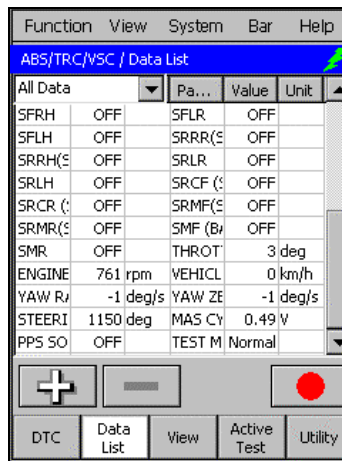 Function View System Bar Help
ABS/TRC/VSC / Data List
All Data Pa... Value Unit
SFRH OFF SFLR OFF
SFLH OFF SRRR(S OFF
SRRH(S OFF SRLR OFF
SRLH OFF SRCF (S OFF
SRCR (: OFF SRMF(S OFF
SRMR(S OFF SMF (BA OFF
SMR OFF THROT 3 deg
ENGINE 761 rpm VEHICL 0 km/h
YAW RA -1 deg/s YAW ZE -1 deg/s
STEERI 1150 deg MAS CY 0.49 V
PPS SO OFF TEST M Normal
DTC Data List View Active Test Utility